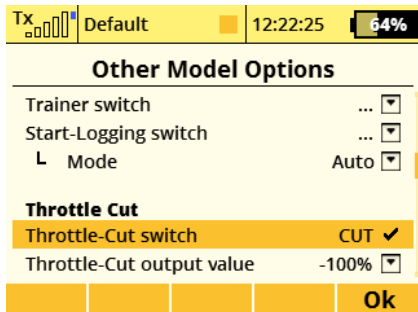 Tx Default 12:22:25 64%
Other Model Options
Trainer switch ...
Start-Logging switch ...
Mode Auto
Throttle Cut
Throttle-Cut switch CUT ✔
Throttle-Cut output value -100%
Ok